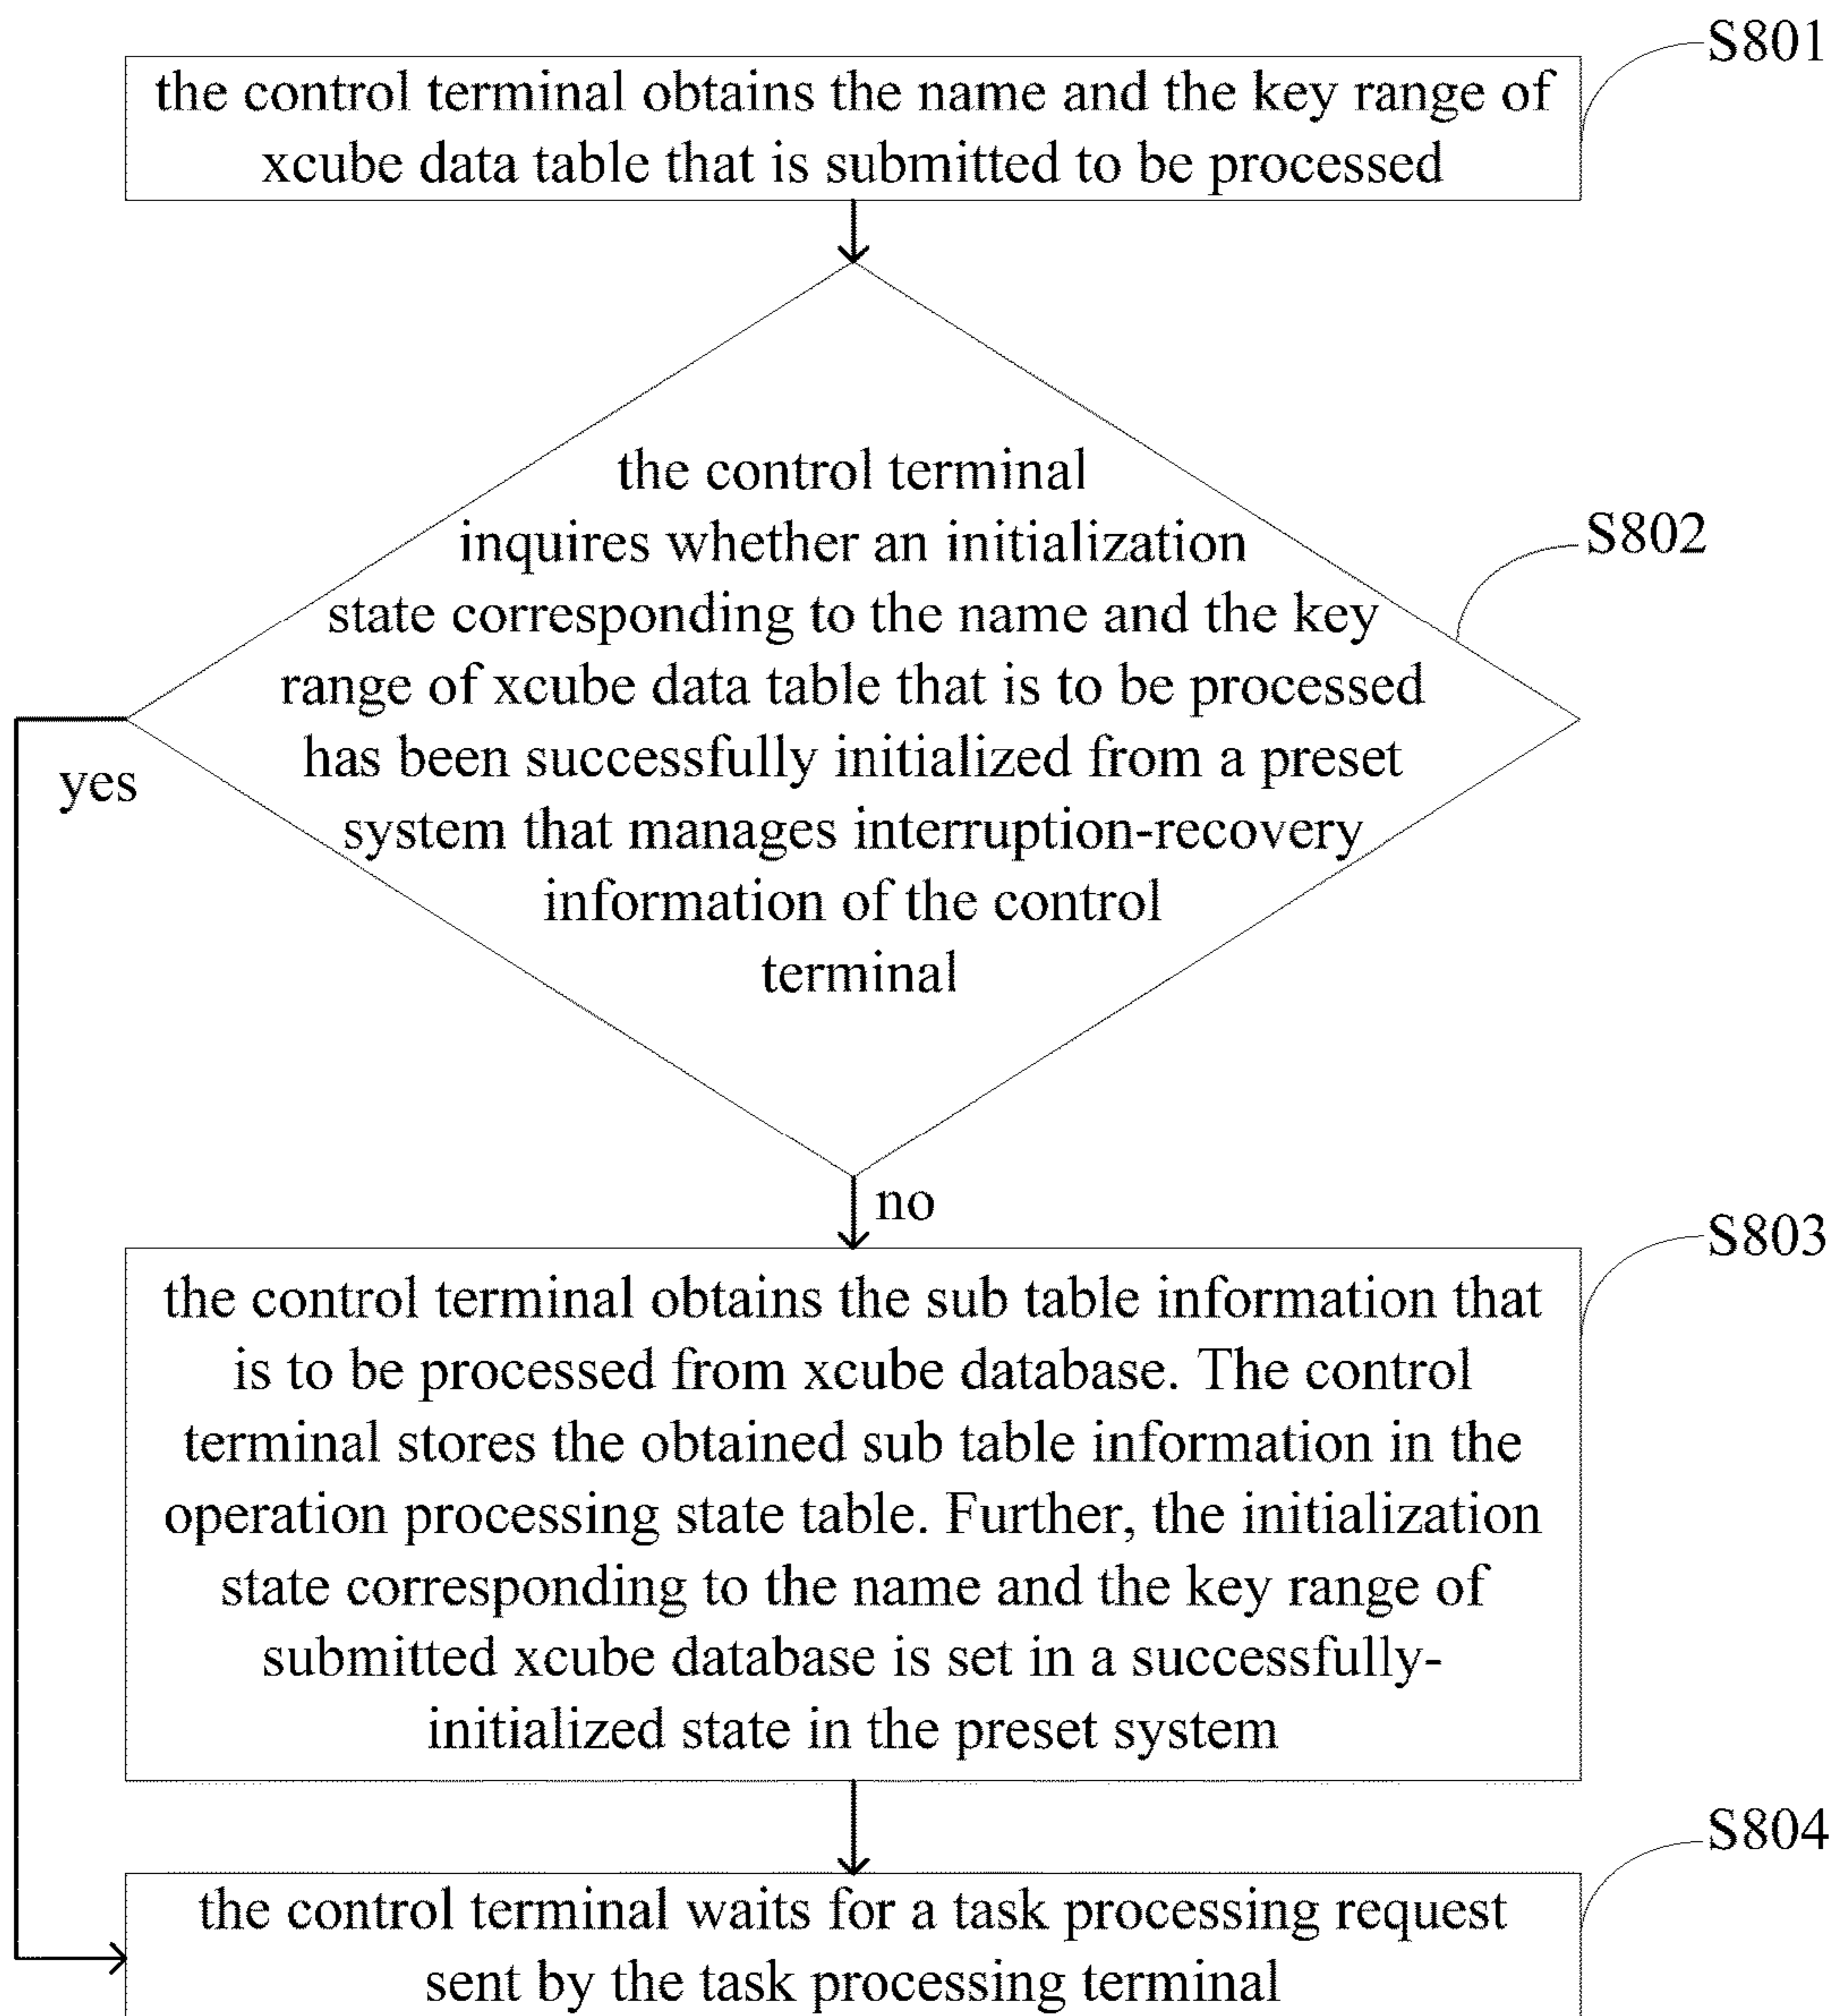 S801
the control terminal obtains the name and the key range of
xcube data table that is submitted to be processed
the control terminal
inquires whether an initialization
S802
state corresponding to the name and the key
range of xcube data table that is to be processed
has been successfully initialized from a preset
yes
system that manages interruption-recovery
information of the control
terminal
no
S803
the control terminal obtains the sub table information that
is to be processed from xcube database. The control
terminal stores the obtained sub table information in the
operation processing state table. Further, the initialization
state corresponding to the name and the key range of
submitted xcube database is set in a successfully-
initialized state in the preset system
S804
the control terminal waits for a task processing request
sent by the task processing terminal